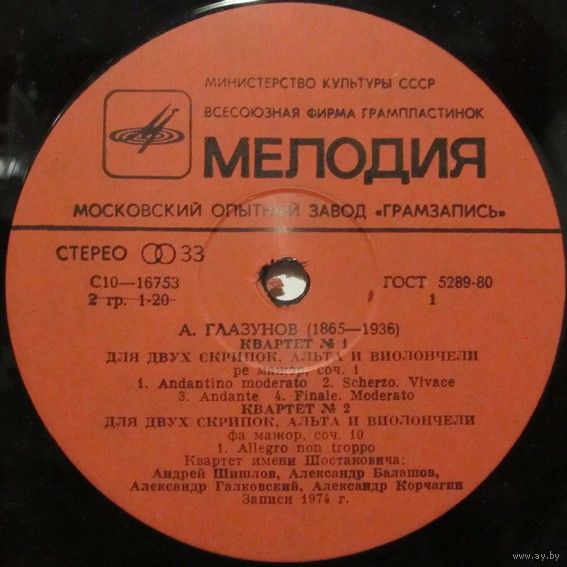 МИНИСТЕРСТВО КУЛЬТУРЫ СССР
ВСЕСОЮЗНАЯ ФИРМА ГРАМПЛАСТИНОК
МЕЛОДИЯ
МОСКОВСКИЙ ОПЫТНЫЙ ЗАВОД «ГРАМЗАПИСЬ»
СТЕРЕО 33
С10—16753 ГОСТ 5289-80
2 гр. 1-20 1
А. ГЛАЗУНОВ (1865—1936)
КВАРТЕТ № 1
ДЛЯ ДВУХ СКРИПОК, АЛЬТА И ВИОЛОНЧЕЛИ
ре мажор, соч. 1
1. Andantino moderato 2. Scherzo. Vivace
3. Andante 4. Finale. Moderato
КВАРТЕТ № 2
ДЛЯ ДВУХ СКРИПОК, АЛЬТА И ВИОЛОНЧЕЛИ
фа мажор, соч. 10
1. Allegro non troppo
Квартет имени Шостаковича:
Андрей Шишлов, Александр Балашов,
Александр Галковский, Александр Корчагин
Записи 1974 г.
www.ay.by